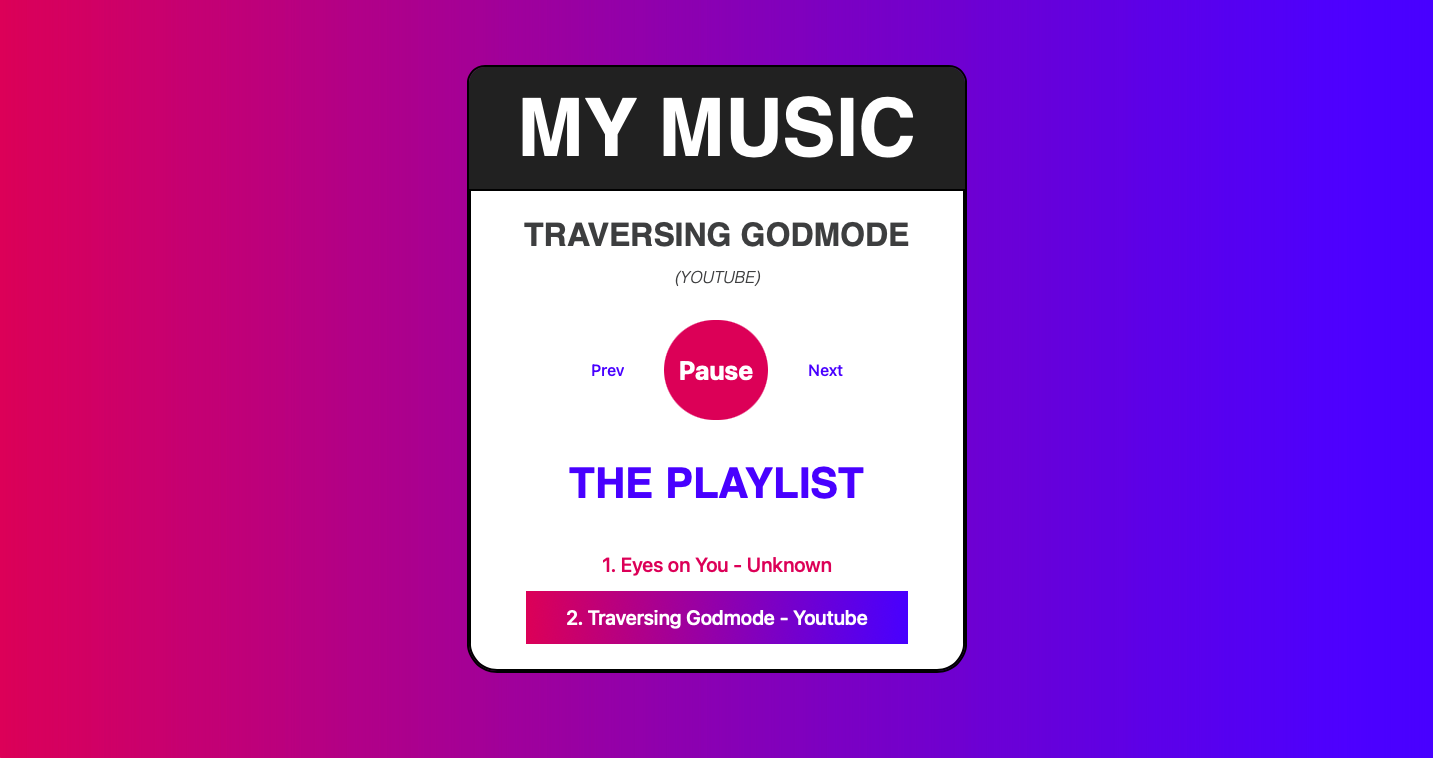 MY MUSIC
TRAVERSING GODMODE
(YOUTUBE)
Prev Pause Next
THE PLAYLIST
1. Eyes on You - Unknown
2. Traversing Godmode - Youtube